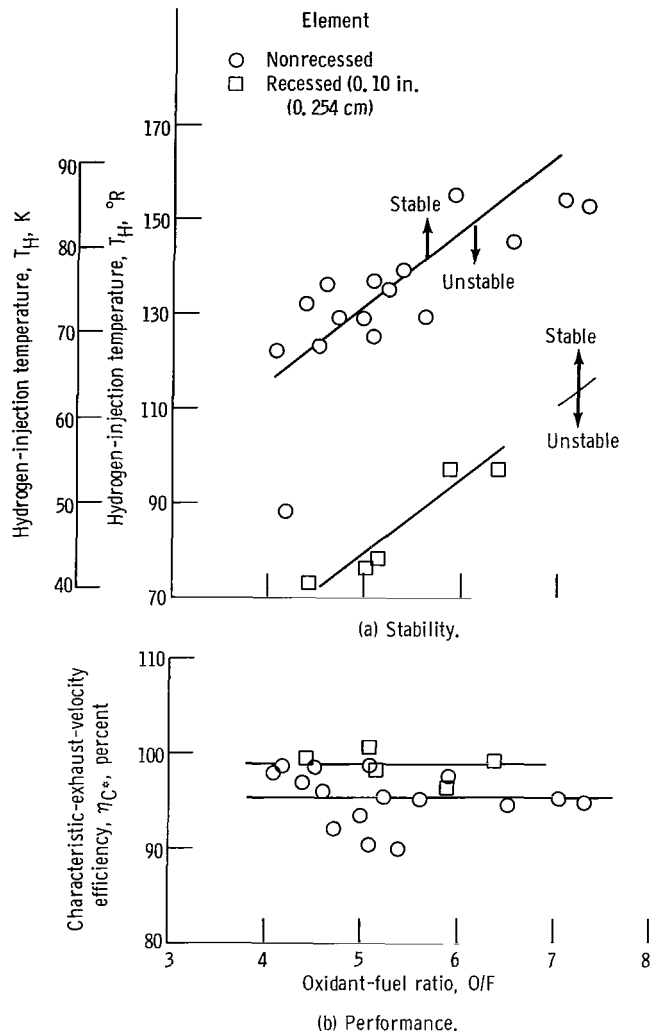 Element
Nonrecessed
Recessed (0.10 in.
(0.254 cm)
Hydrogen-injection temperature, T_H, K
90
80
70
60
50
40
Hydrogen-injection temperature, T_H, °R
170
150
130
110
90
70
Stable
Unstable
Stable
Unstable
(a) Stability.
Characteristic-exhaust-velocity
efficiency, η_C*, percent
110
100
90
80
3 4 5 6 7 8
Oxidant-fuel ratio, O/F
(b) Performance.